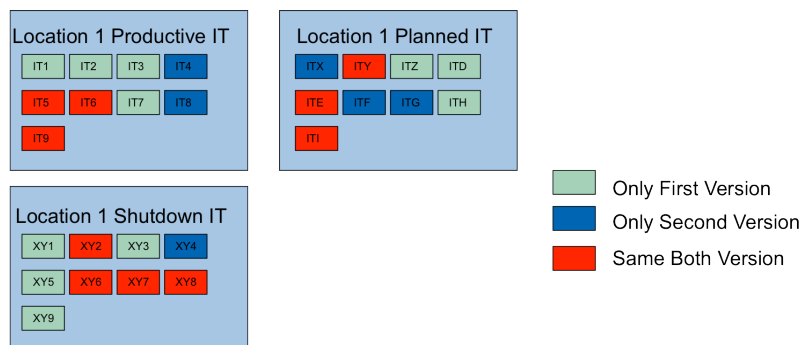 Location 1 Productive IT
IT1 IT2 IT3 IT4
IT5 IT6 IT7 IT8
IT9
Location 1 Planned IT
ITX ITY ITZ ITD
ITE ITF ITG ITH
ITI
Location 1 Shutdown IT
XY1 XY2 XY3 XY4
XY5 XY6 XY7 XY8
XY9
Only First Version
Only Second Version
Same Both Version